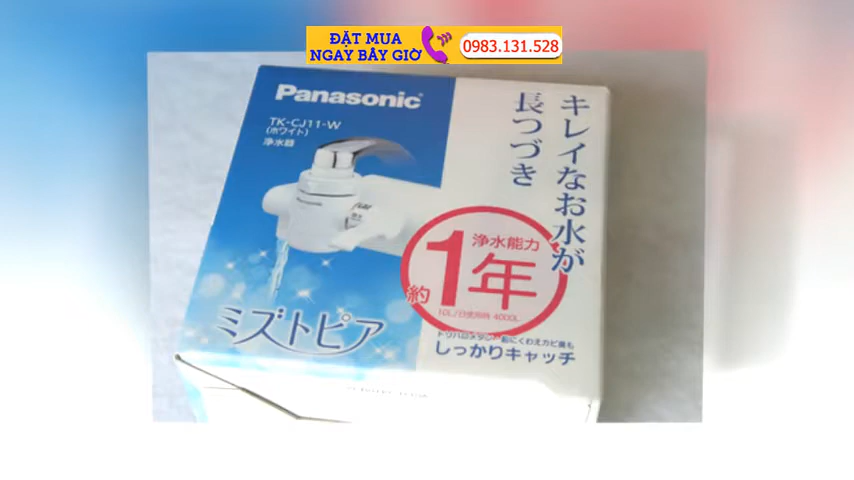 ĐẶT MUA
NGAY BÂY GIỜ
0983.131.528
Panasonic
TK-CJ11-W
(ホワイト)
浄水器
キレイなお水が
長つづき
Panasonic
浄水能力
約1年
10L/日使用時 4000L
ミズトピア
しっかりキャッチ